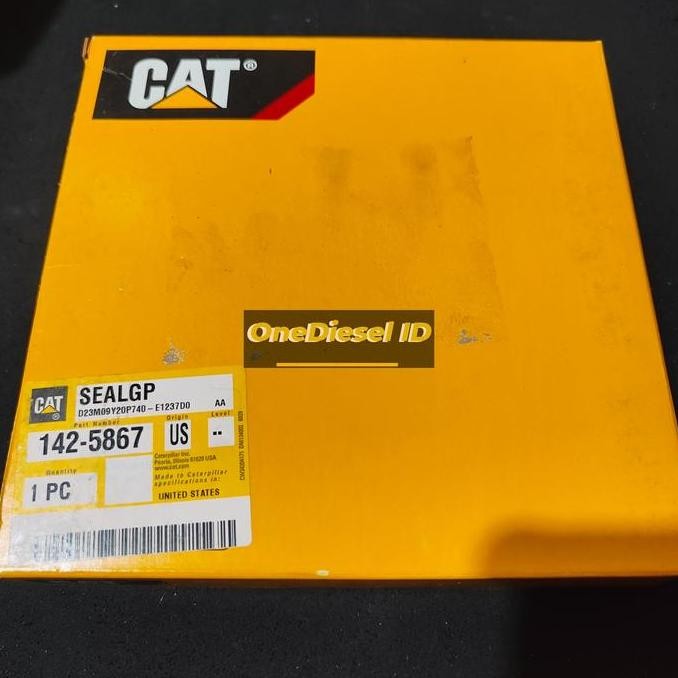 CAT®
OneDiesel ID
CAT®
SEALGP
D23M09Y20P740-E1237D0
AA
Part Number
Origin
Level
142-5867
US
--
Caterpillar Inc.
Peoria, Illinois 61629 USA
www.cat.com
Quantity
Made to Caterpillar
specifications in:
1 PC
UNITED STATES